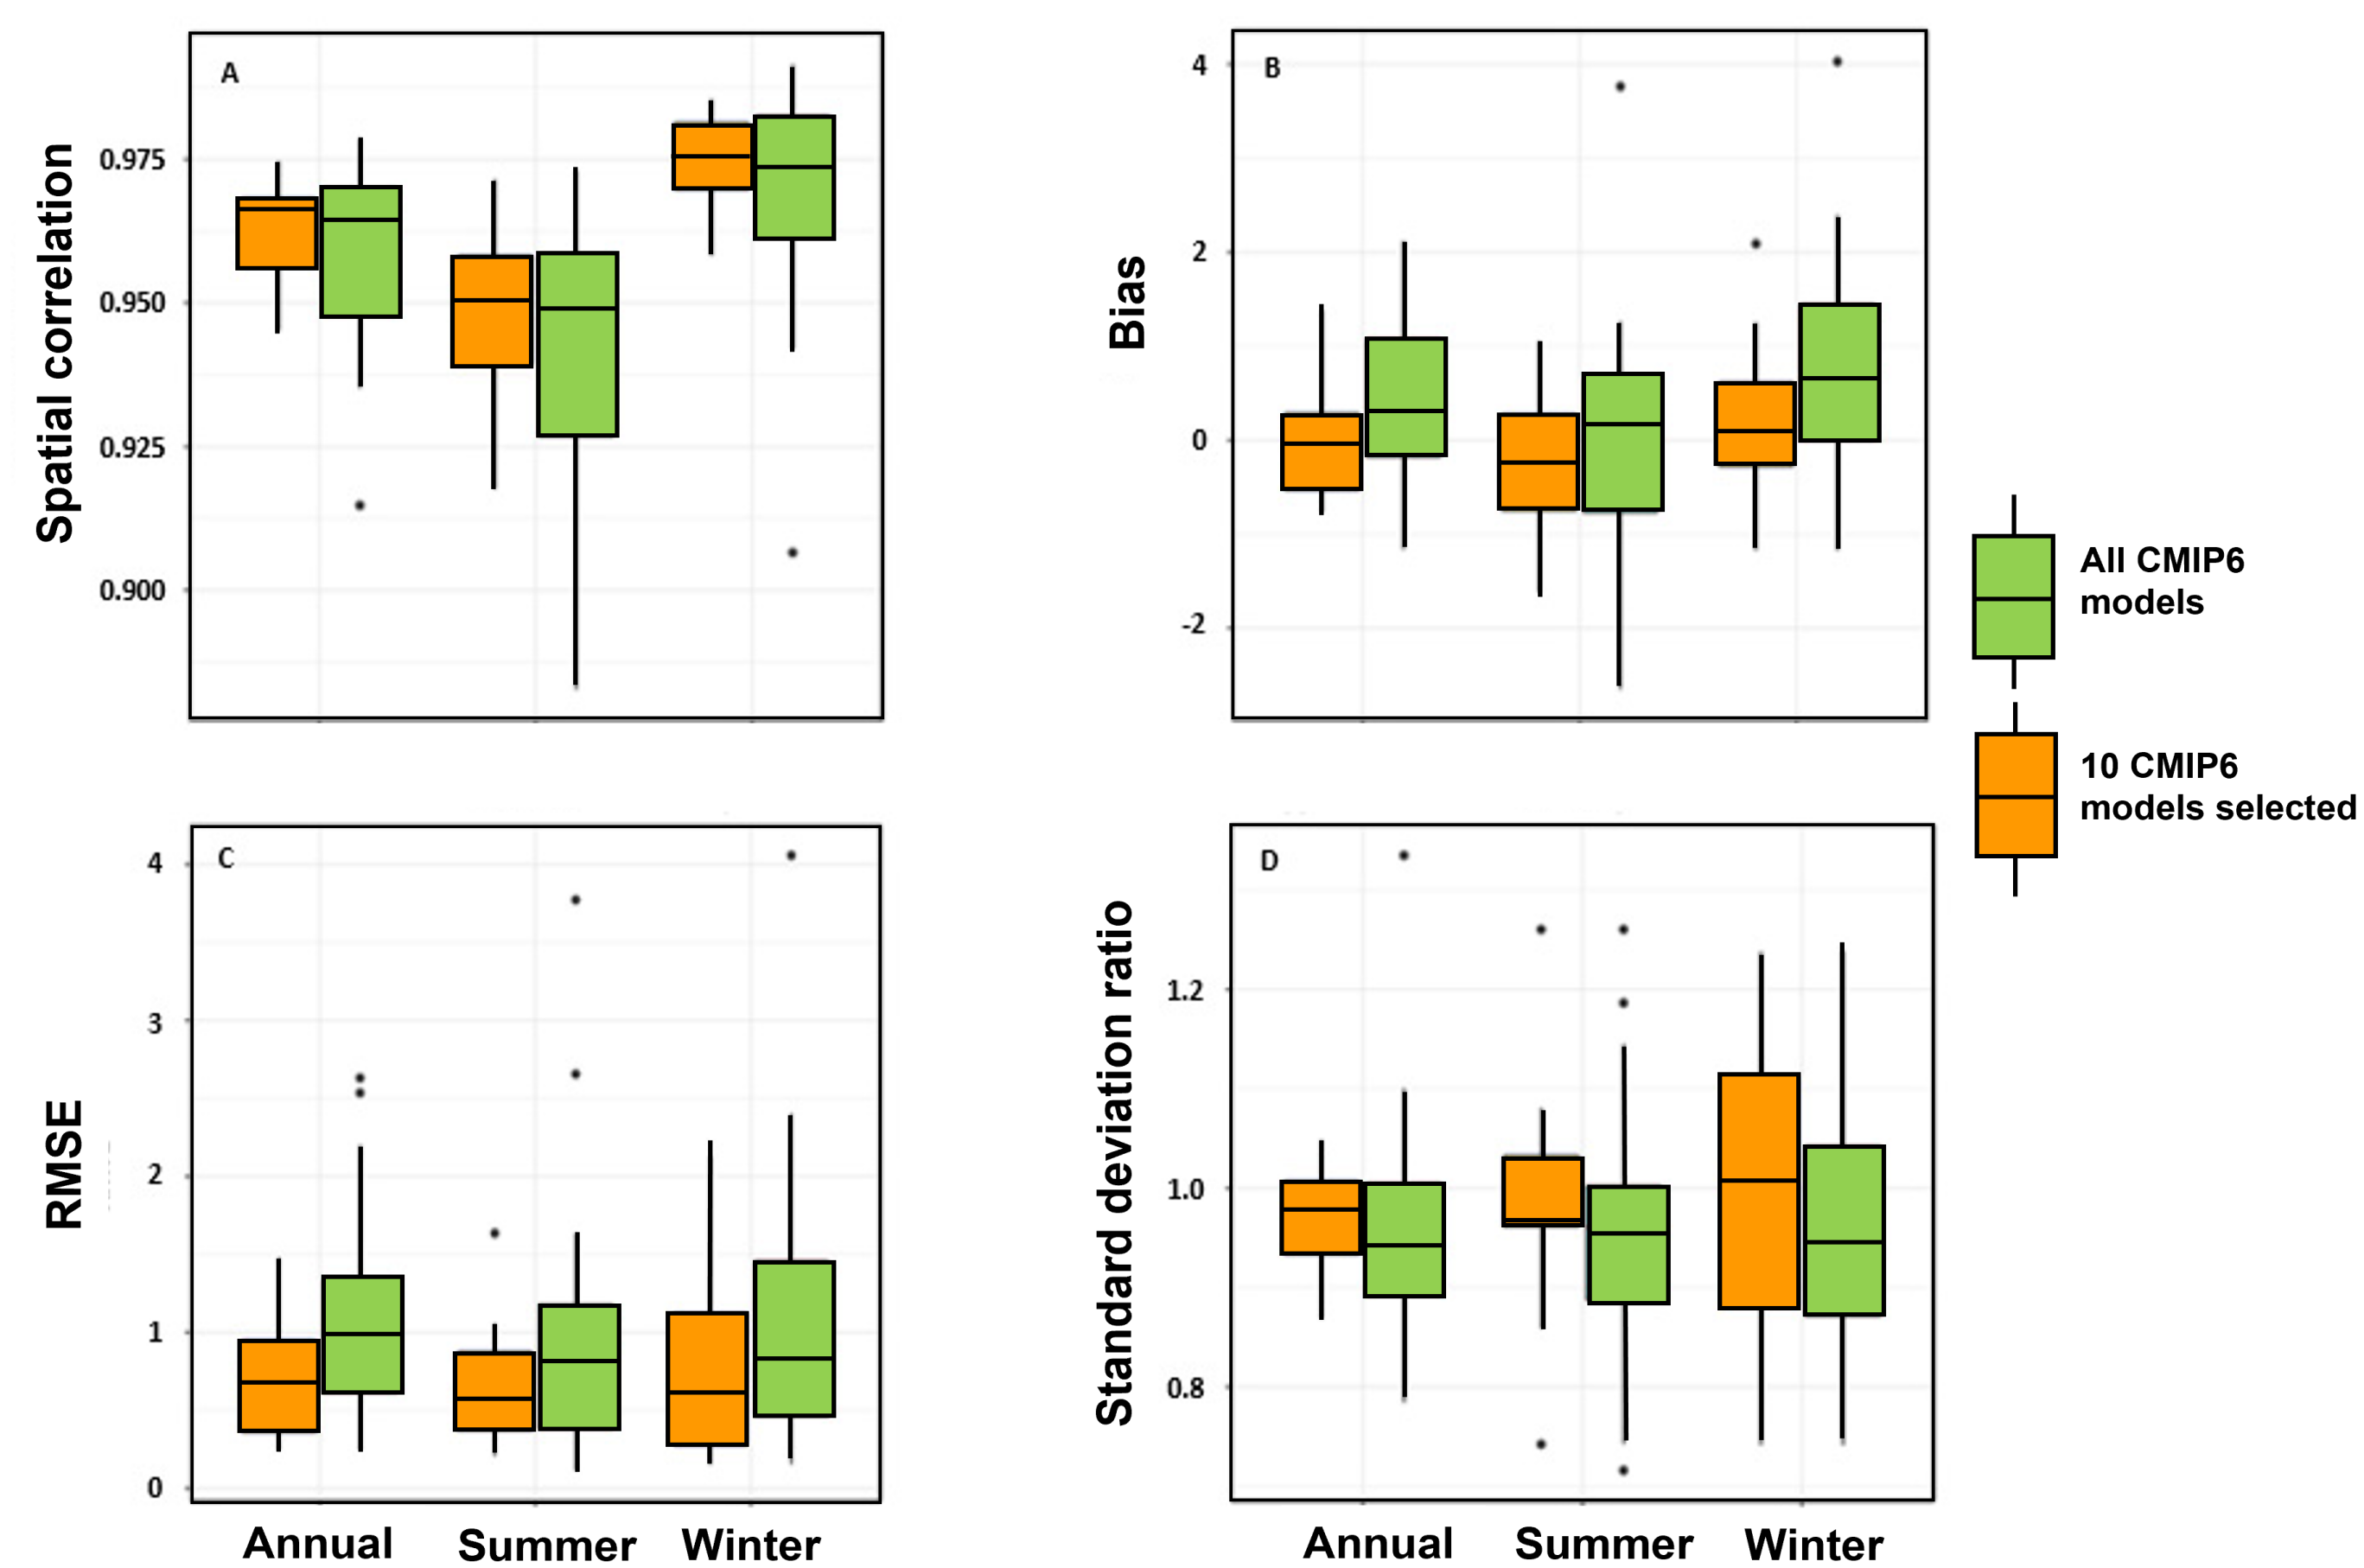 A
Spatial correlation
0.975
0.950
0.925
0.900
B
Bias
4
2
0
-2
All CMIP6
models
10 CMIP6
models selected
C
RMSE
4
3
2
1
0
Annual
Summer
Winter
D
Standard deviation ratio
1.2
1.0
0.8
Annual
Summer
Winter